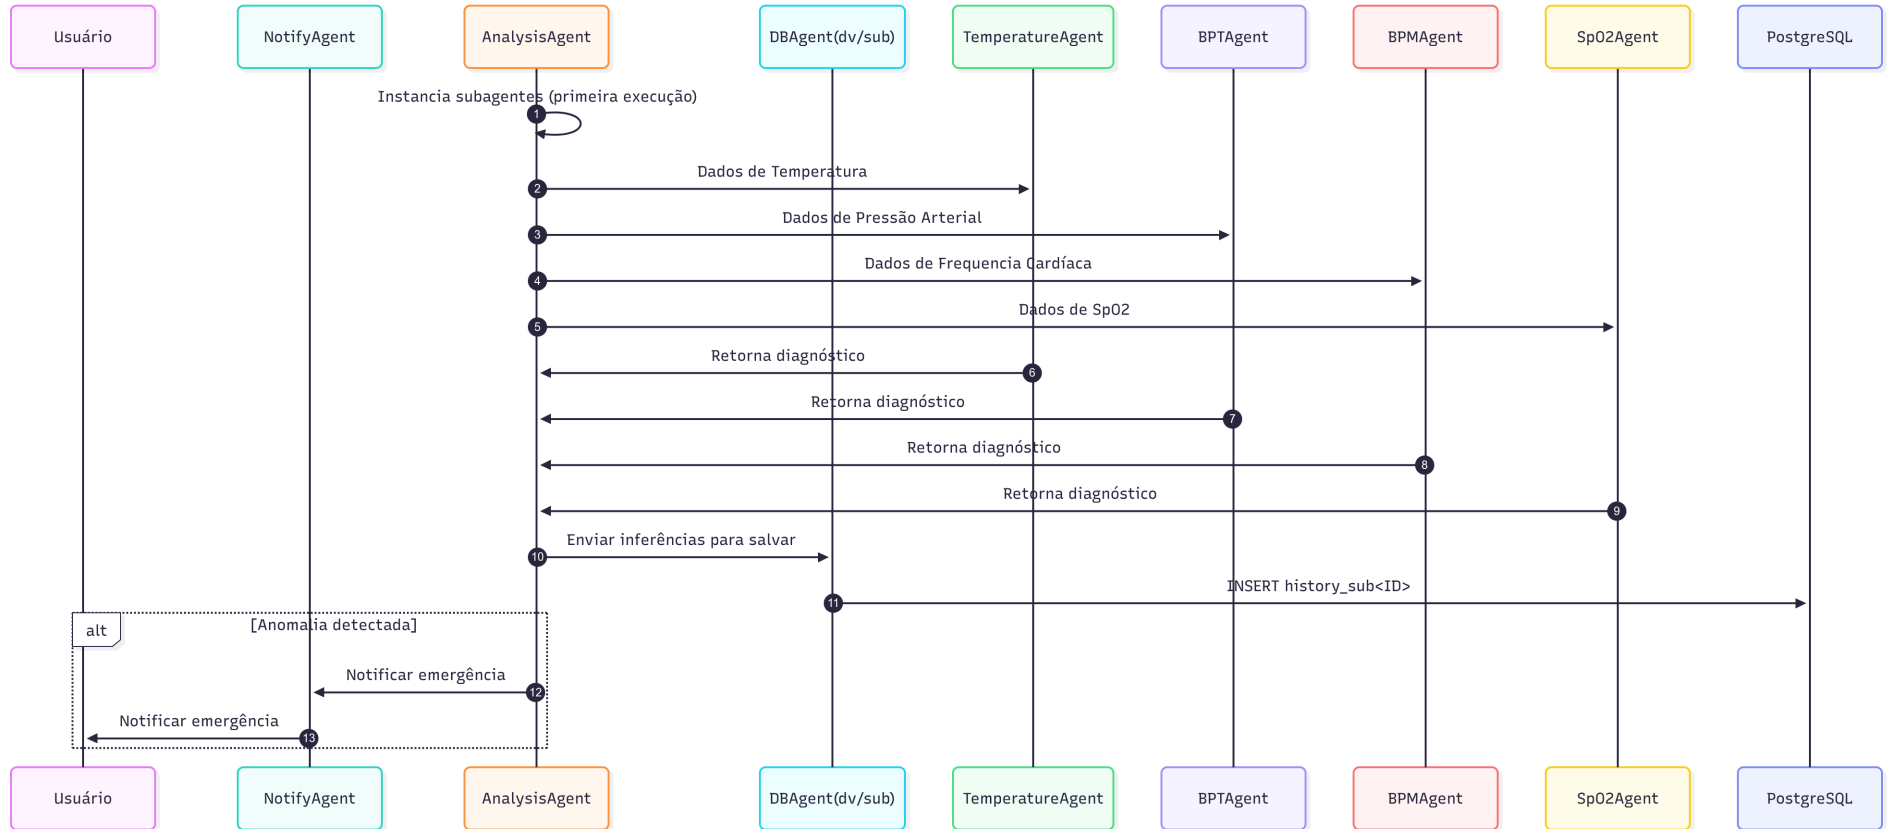 Usuário
NotifyAgent
AnalysisAgent
DBAgent(dv/sub)
TemperatureAgent
BPTAgent
BPMAgent
SpO2Agent
PostgreSQL
Instancia subagentes (primeira execução)
1
Dados de Temperatura
2
Dados de Pressão Arterial
3
Dados de Frequencia Cardíaca
4
Dados de SpO2
5
Retorna diagnóstico
6
Retorna diagnóstico
7
Retorna diagnóstico
8
Retorna diagnóstico
9
Enviar inferências para salvar
10
INSERT history_sub<ID>
11
alt
[Anomalia detectada]
Notificar emergência
12
Notificar emergência
13
Usuário
NotifyAgent
AnalysisAgent
DBAgent(dv/sub)
TemperatureAgent
BPTAgent
BPMAgent
SpO2Agent
PostgreSQL